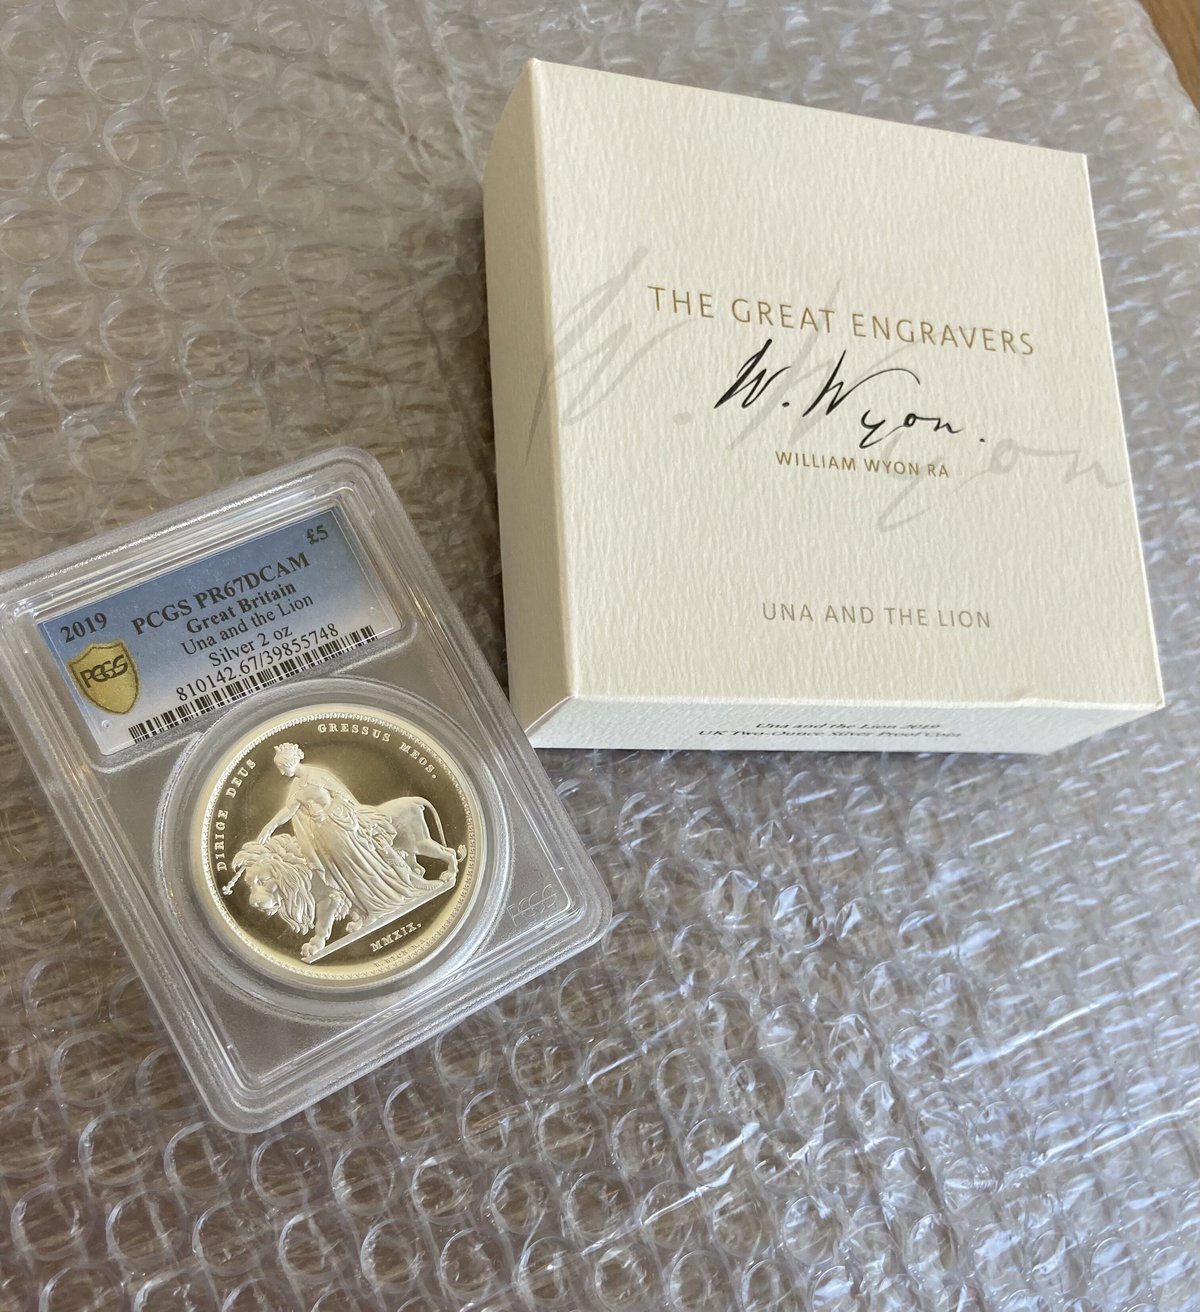 THE GREAT ENGRAVERS
W. Wyon.
WILLIAM WYON RA
UNA AND THE LION
Una and the Lion 2019
UK Two-Ounce Silver Proof Coin
2019
£5
PCGS PR67DCAM
Great Britain
Una and the Lion
Silver 2 oz
810142.67/39855748
PCGS
DIRIGE DEUS GRESSUS MEOS.
MMXIX.
PCGS